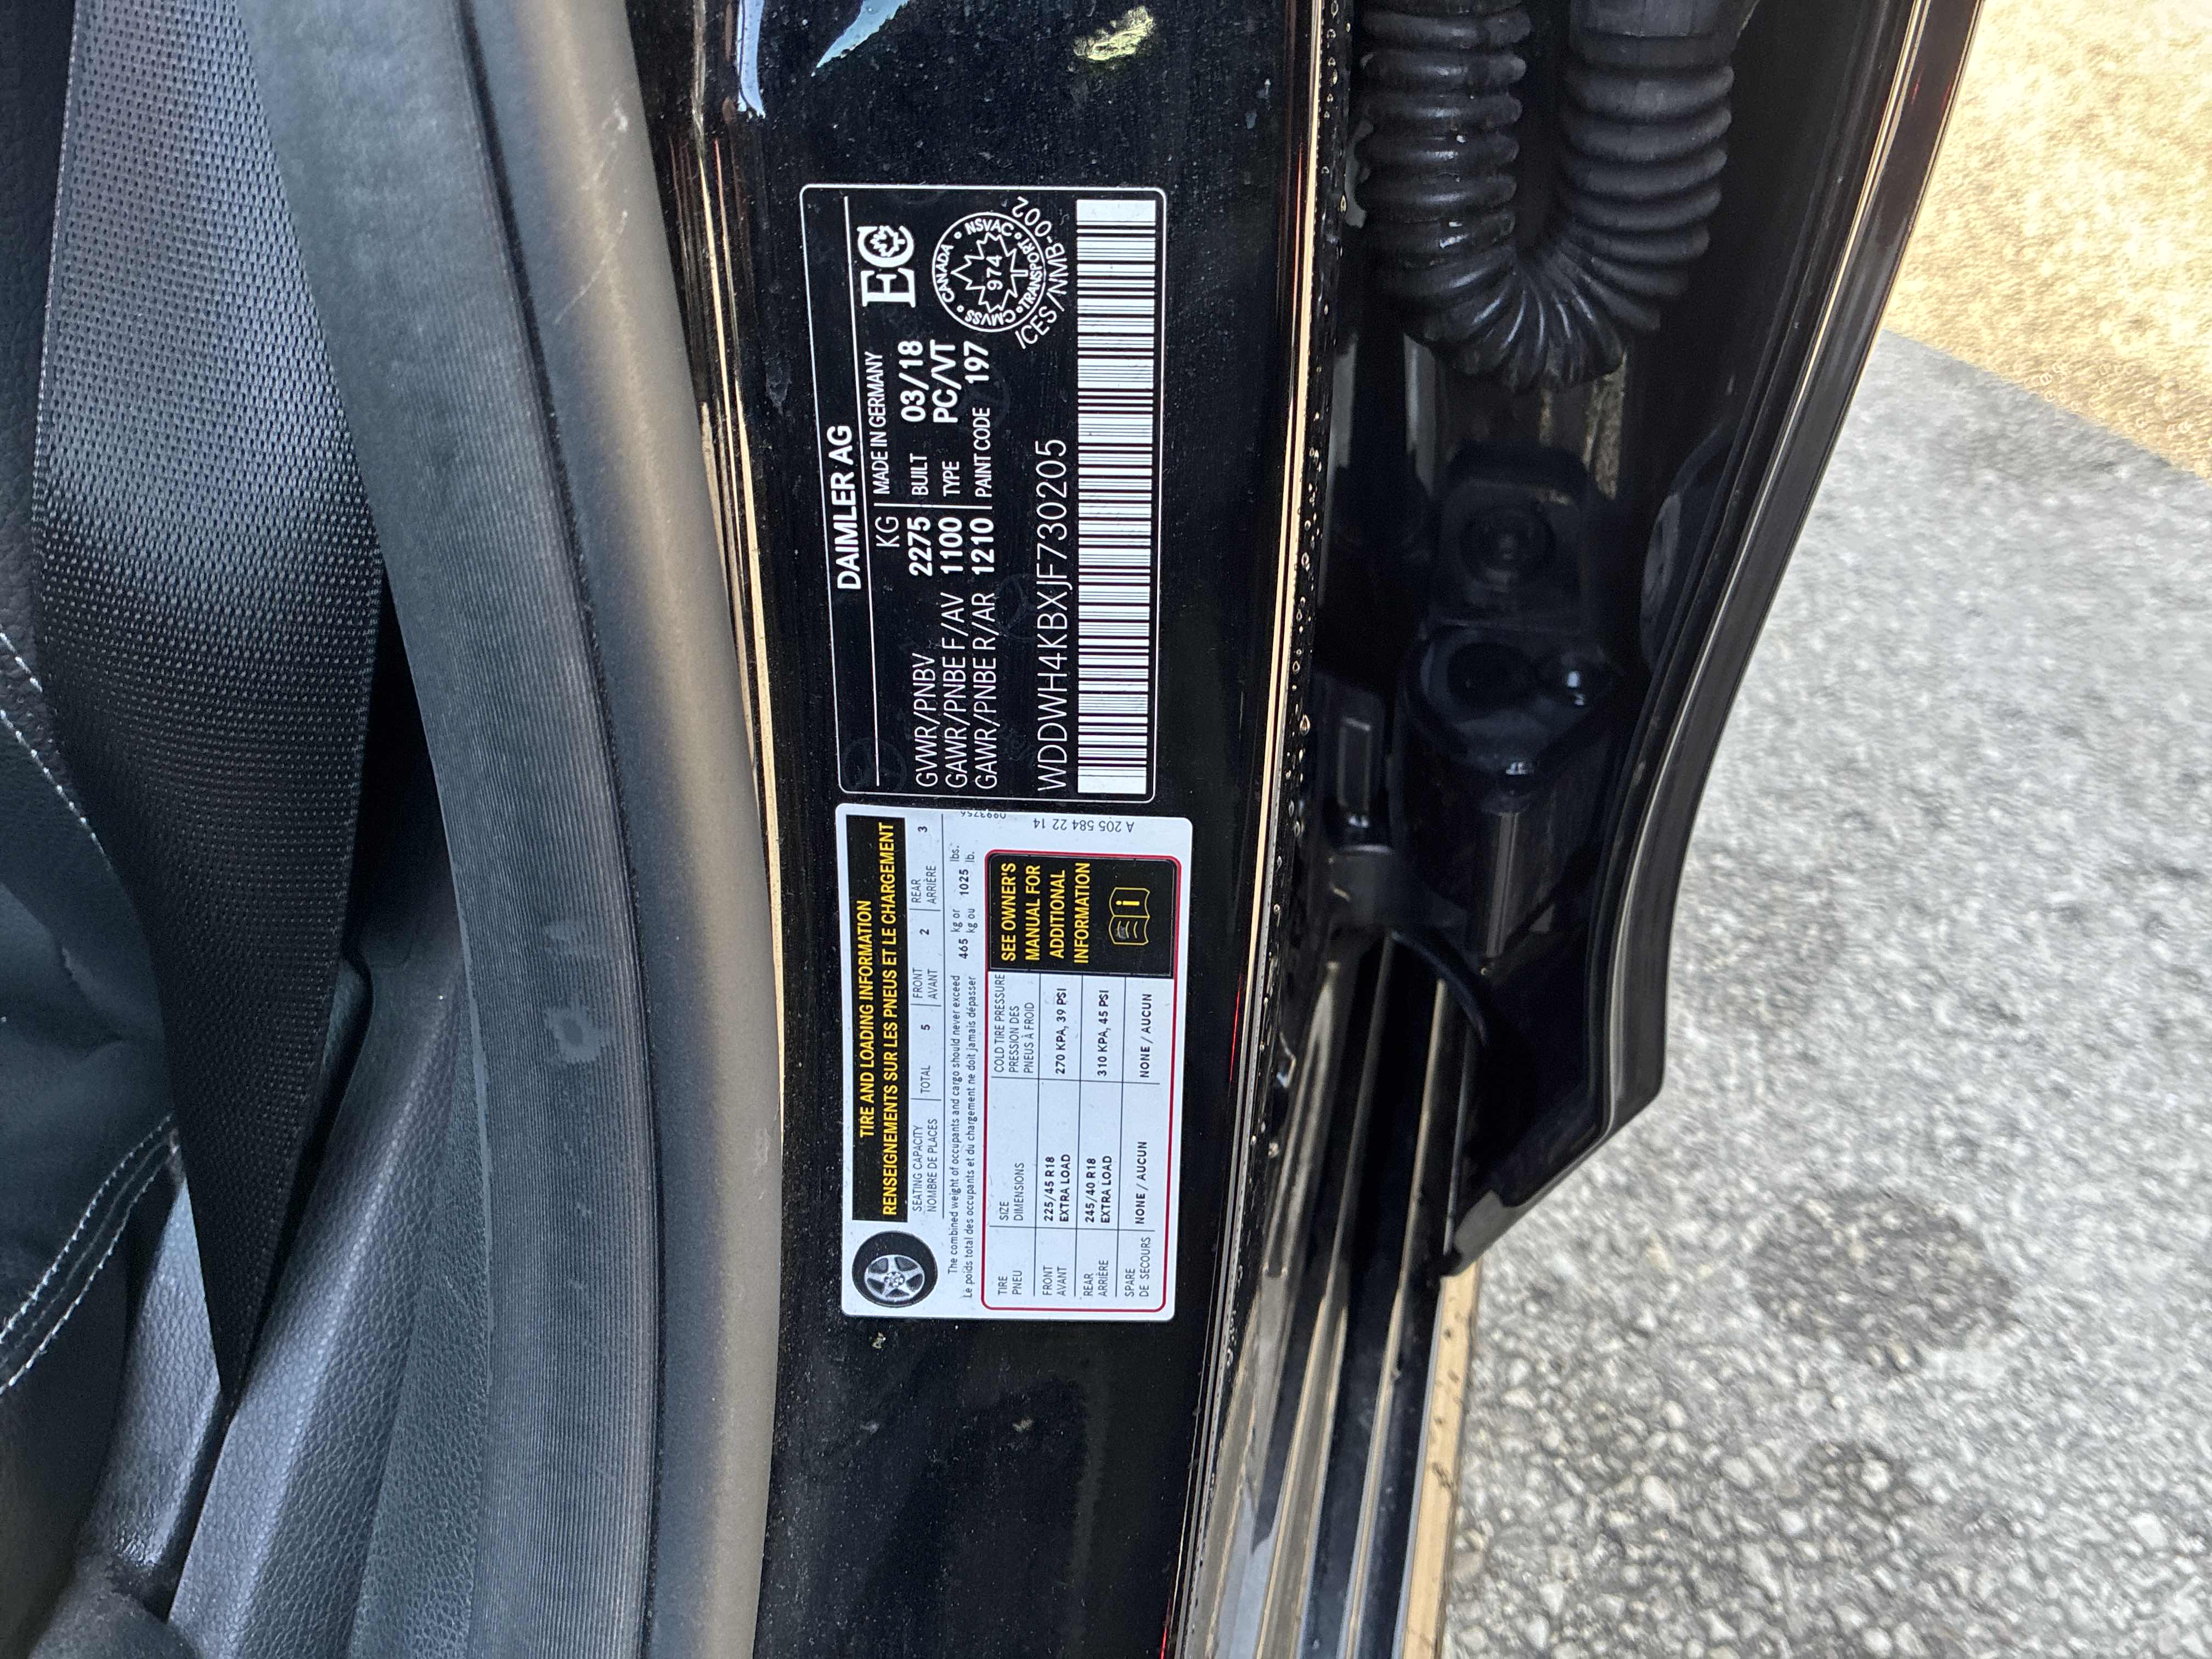 DAIMLER AG
KG MADE IN GERMANY
GVWR/PNBV 2275 BUILT 03/18
GAWR/PNBE F/AV 1100 TYPE PC/VT
GAWR/PNBE R/AR 1210 PAINT CODE 197
EC
CANADA • NSVAC • TRANSPORT • CMVSS •
974
ICES/NMB-002
WDDWH4KBXJF730205
TIRE AND LOADING INFORMATION
RENSEIGNEMENTS SUR LES PNEUS ET LE CHARGEMENT
SEATING CAPACITY TOTAL 5 FRONT 2 REAR 3
NOMBRE DE PLACES AVANT ARRIÈRE
The combined weight of occupants and cargo should never exceed 465 kg or 1025 lbs.
Le poids total des occupants et du chargement ne doit jamais dépasser kg ou lb.
TIRE SIZE COLD TIRE PRESSURE
PNEU DIMENSIONS PRESSION DES
PNEUS À FROID
FRONT 225/45 R18 270 KPA, 39 PSI
AVANT EXTRA LOAD
REAR 245/40 R18 310 KPA, 45 PSI
ARRIÈRE EXTRA LOAD
SPARE NONE / AUCUN NONE / AUCUN
DE SECOURS
SEE OWNER'S
MANUAL FOR
ADDITIONAL
INFORMATION
A 205 584 22 14